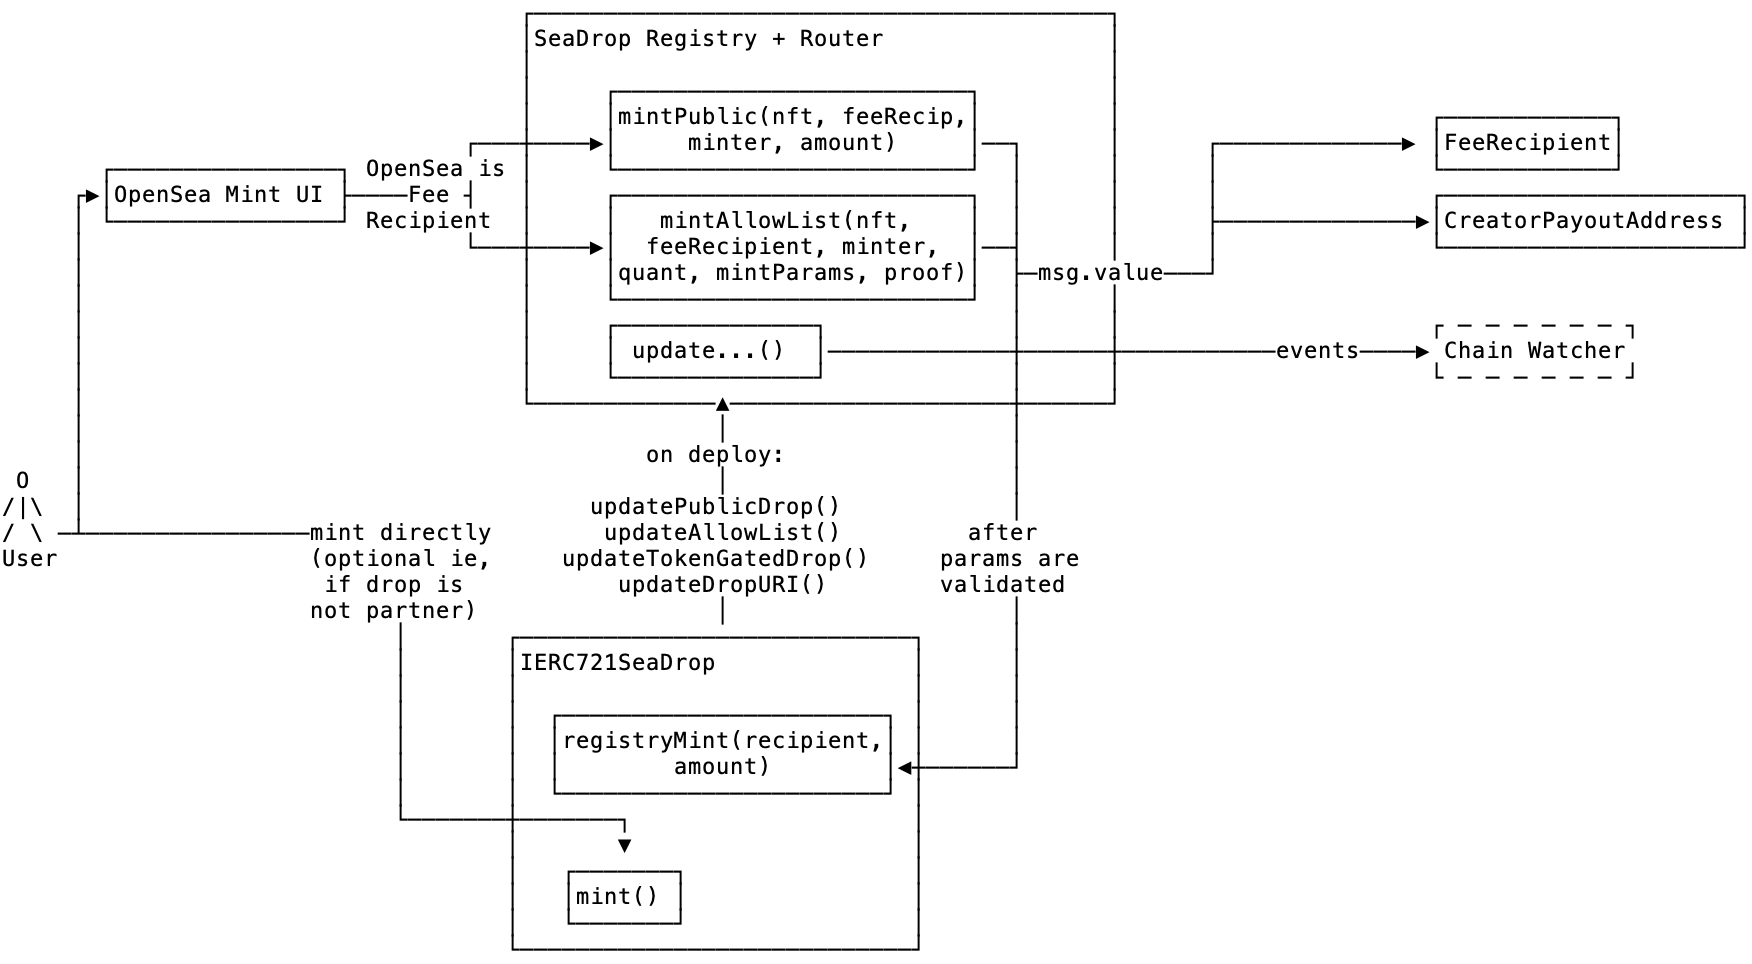 SeaDrop Registry + Router
mintPublic(nft, feeRecip,
minter, amount)
FeeRecipient
OpenSea is
Fee
Recipient
OpenSea Mint UI
CreatorPayoutAddress
mintAllowList(nft,
feeRecipient, minter,
quant, mintParams, proof)
msg.value
update...()
events
Chain Watcher
on deploy:
updatePublicDrop()
updateAllowList()
updateTokenGatedDrop()
updateDropURI()
O
/|\
/ \
User
mint directly
(optional ie,
if drop is
not partner)
after
params are
validated
IERC721SeaDrop
registryMint(recipient,
amount)
mint()